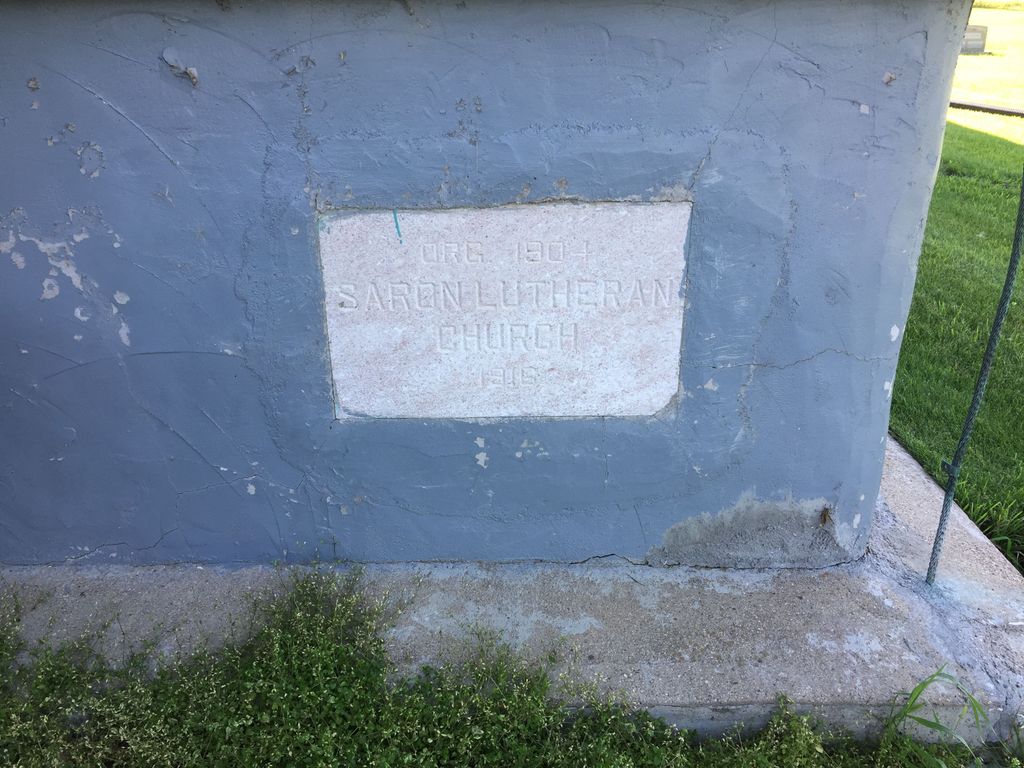 ORG 1904
SARON LUTHERAN
CHURCH
1916